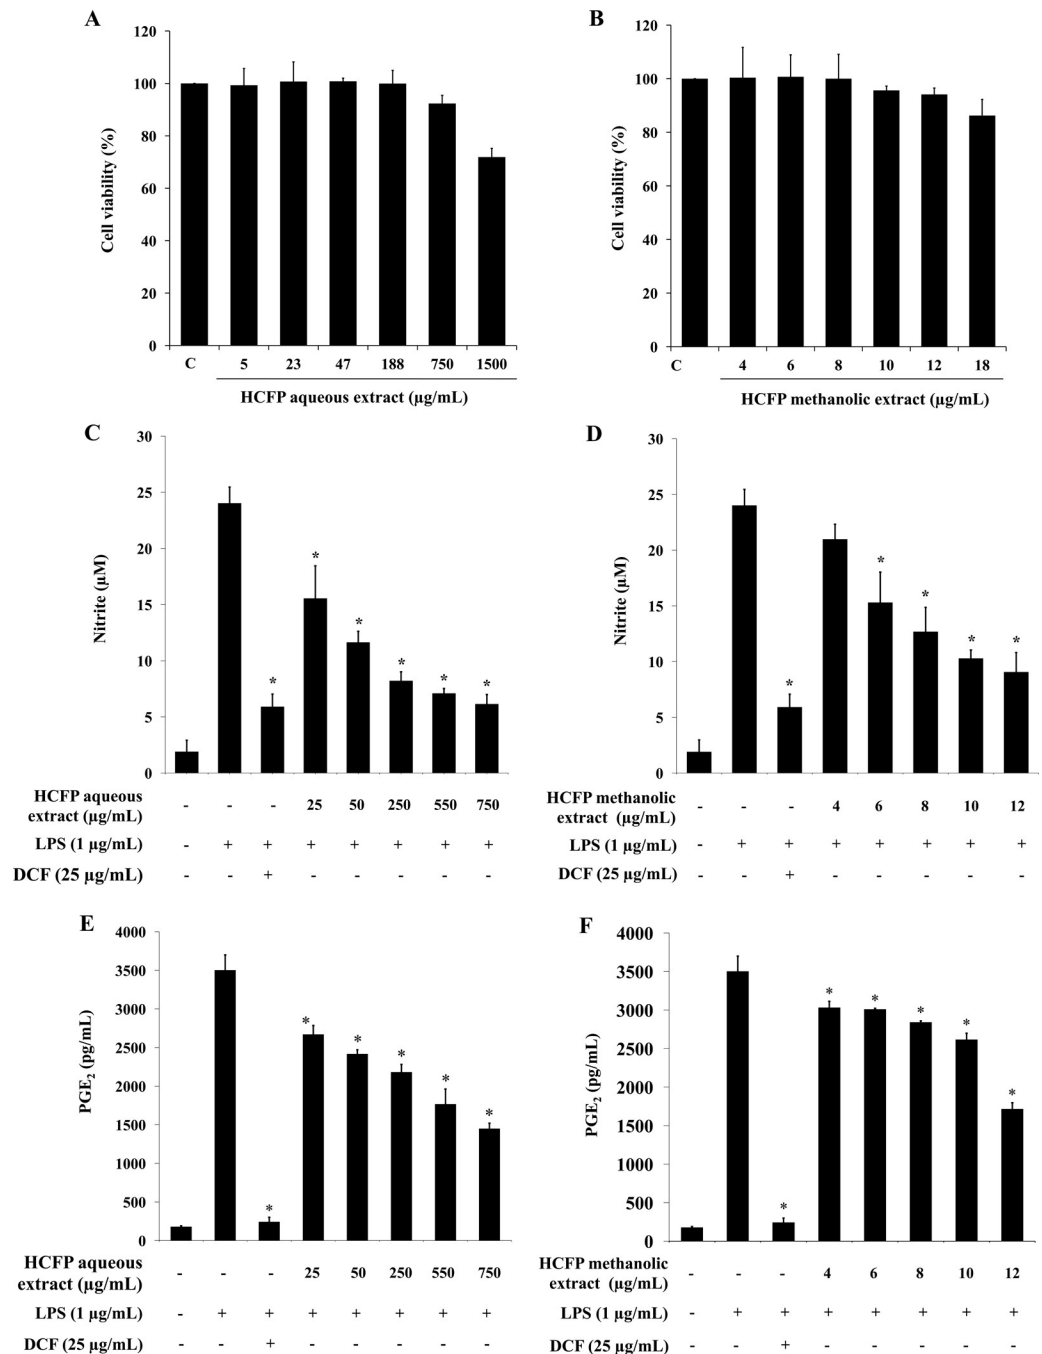 A
120
100
80
60
40
20
0
Cell viability (%)
C 5 23 47 188 750 1500
HCFP aqueous extract (µg/mL)
B
120
100
80
60
40
20
0
Cell viability (%)
C 4 6 8 10 12 18
HCFP methanolic extract (µg/mL)
C
30
25
20
15
10
5
0
Nitrite (µM)
* * * * * *
HCFP aqueous
extract (µg/mL) - - - 25 50 250 550 750
LPS (1 µg/mL) - + + + + + + +
DCF (25 µg/mL) - - + - - - - -
D
30
25
20
15
10
5
0
Nitrite (µM)
* * * * *
HCFP methanolic
extract (µg/mL) - - - 4 6 8 10 12
LPS (1 µg/mL) - + + + + + + +
DCF (25 µg/mL) - - + - - - - -
E
4000
3500
3000
2500
2000
1500
1000
500
0
PGE2 (pg/mL)
* * * * * *
HCFP aqueous
extract (µg/mL) - - - 25 50 250 550 750
LPS (1 µg/mL) - + + + + + + +
DCF (25 µg/mL) - - + - - - - -
F
4000
3500
3000
2500
2000
1500
1000
500
0
PGE2 (pg/mL)
* * * * * *
HCFP methanolic
extract (µg/mL) - - - 4 6 8 10 12
LPS (1 µg/mL) - + + + + + + +
DCF (25 µg/mL) - - + - - - - -